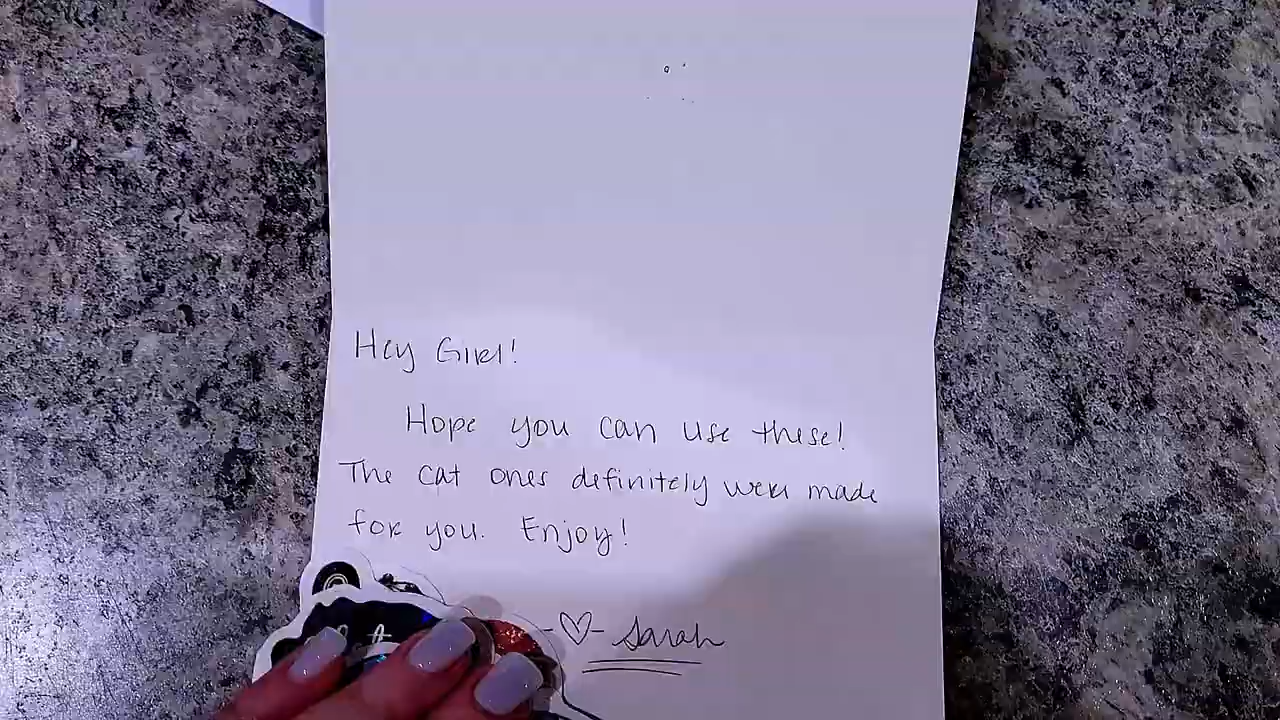 Hey Girl!
Hope you can use these!
The cat ones definitely were made
for you. Enjoy!
-♡- Sarah